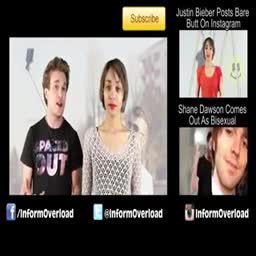 Subscribe
Justin Bieber Posts Bare
Butt On Instagram
$$
SPACED
OUT
Shane Dawson Comes
Out As Bisexual
f /InformOverload
@InformOverload
InformOverload